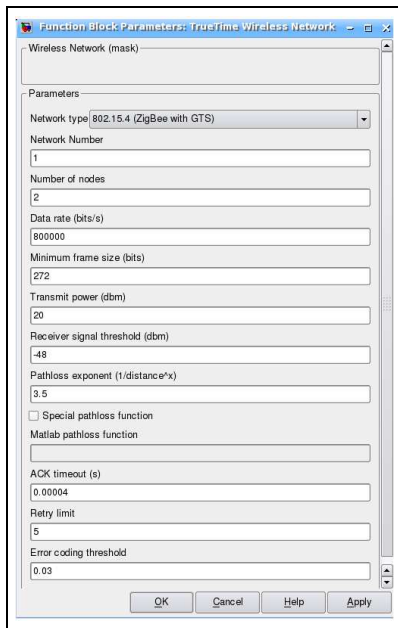 Function Block Parameters: TrueTime Wireless Network
Wireless Network (mask)
Parameters
Network type 802.15.4 (ZigBee with GTS)
Network Number
1
Number of nodes
2
Data rate (bits/s)
800000
Minimum frame size (bits)
272
Transmit power (dbm)
20
Receiver signal threshold (dbm)
-48
Pathloss exponent (1/distance^x)
3.5
Special pathloss function
Matlab pathloss function
ACK timeout (s)
0.00004
Retry limit
5
Error coding threshold
0.03
OK Cancel Help Apply